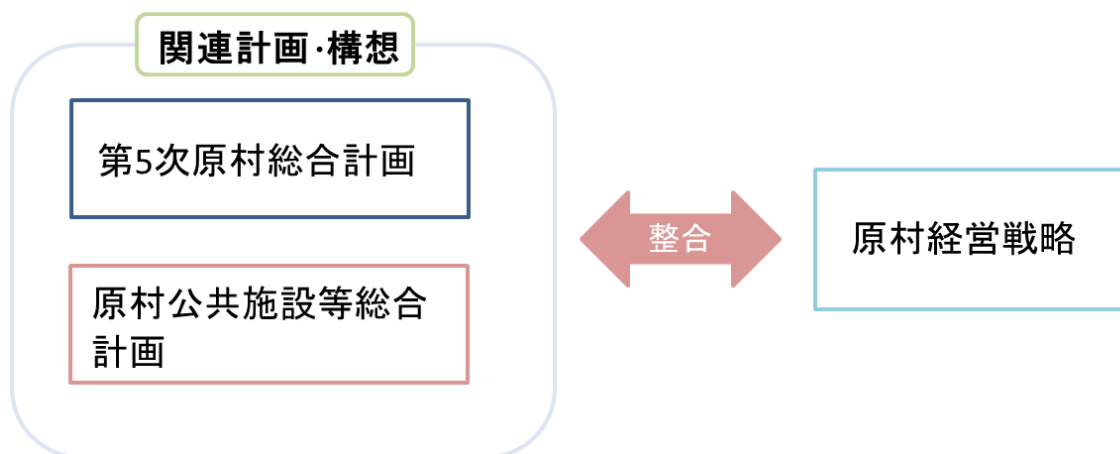 関連計画・構想
第5次原村総合計画
原村公共施設等総合
計画
整合
原村経営戦略